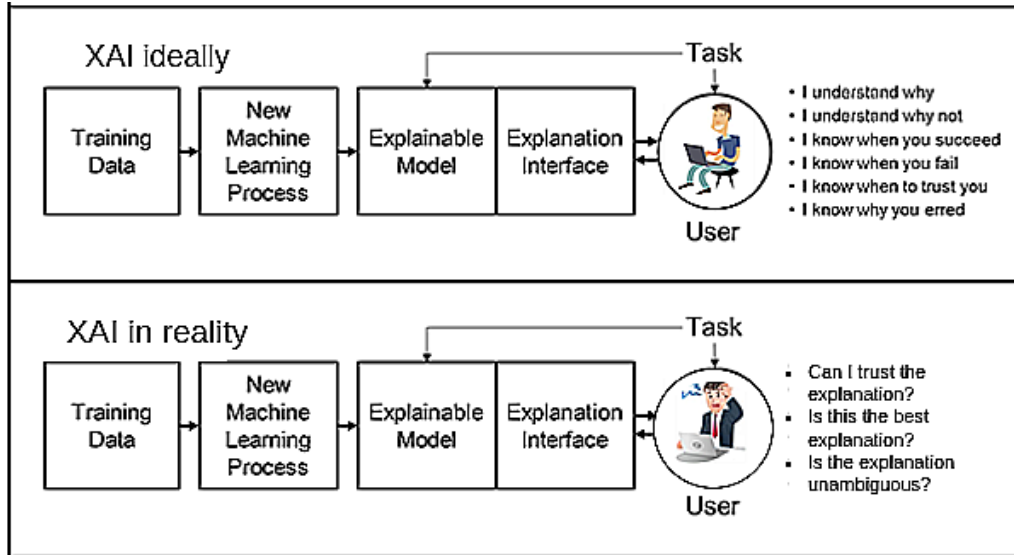 XAI ideally
Task
Training
Data
New
Machine
Learning
Process
Explainable
Model
Explanation
Interface
User
• I understand why
• I understand why not
• I know when you succeed
• I know when you fail
• I know when to trust you
• I know why you erred
XAI in reality
Task
Training
Data
New
Machine
Learning
Process
Explainable
Model
Explanation
Interface
User
▪ Can I trust the
explanation?
▪ Is this the best
explanation?
▪ Is the explanation
unambiguous?